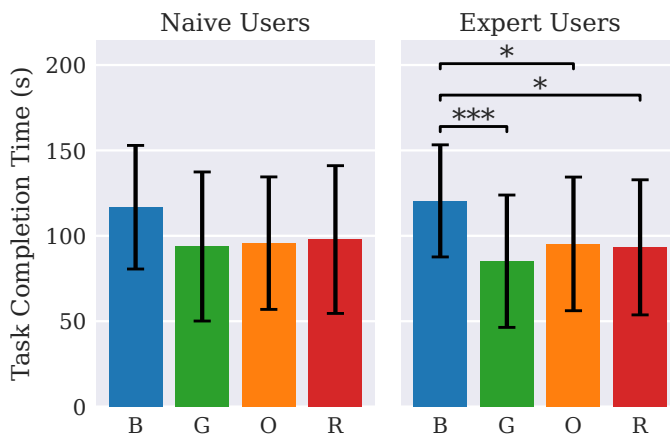 Naive Users
Expert Users
Task Completion Time (s)
200
150
100
50
0
B G O R
B G O R
*
*
***